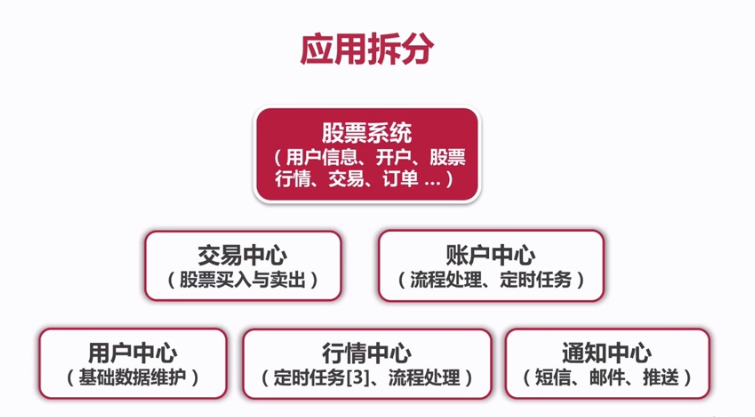 应用拆分
股票系统
（用户信息、开户、股票
行情、交易、订单 ...）
交易中心
（股票买入与卖出）
账户中心
（流程处理、定时任务）
用户中心
（基础数据维护）
行情中心
（定时任务[3]、流程处理）
通知中心
（短信、邮件、推送）